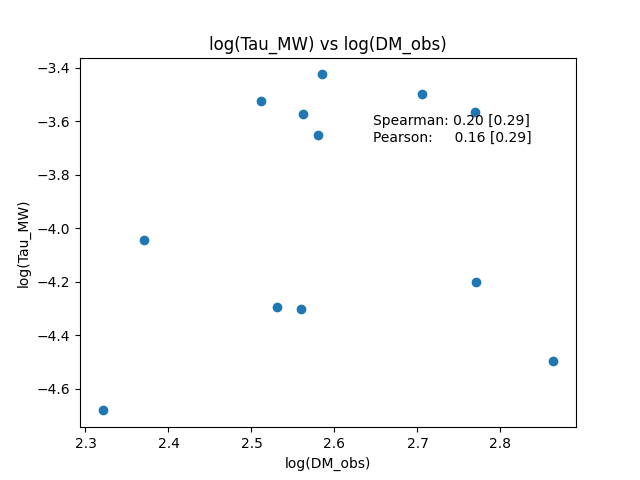 log(Tau_MW) vs log(DM_obs)
−3.4
−3.6
−3.8
−4.0
−4.2
−4.4
−4.6
log(Tau_MW)
Spearman: 0.20 [0.29]
Pearson: 0.16 [0.29]
2.3 2.4 2.5 2.6 2.7 2.8
log(DM_obs)